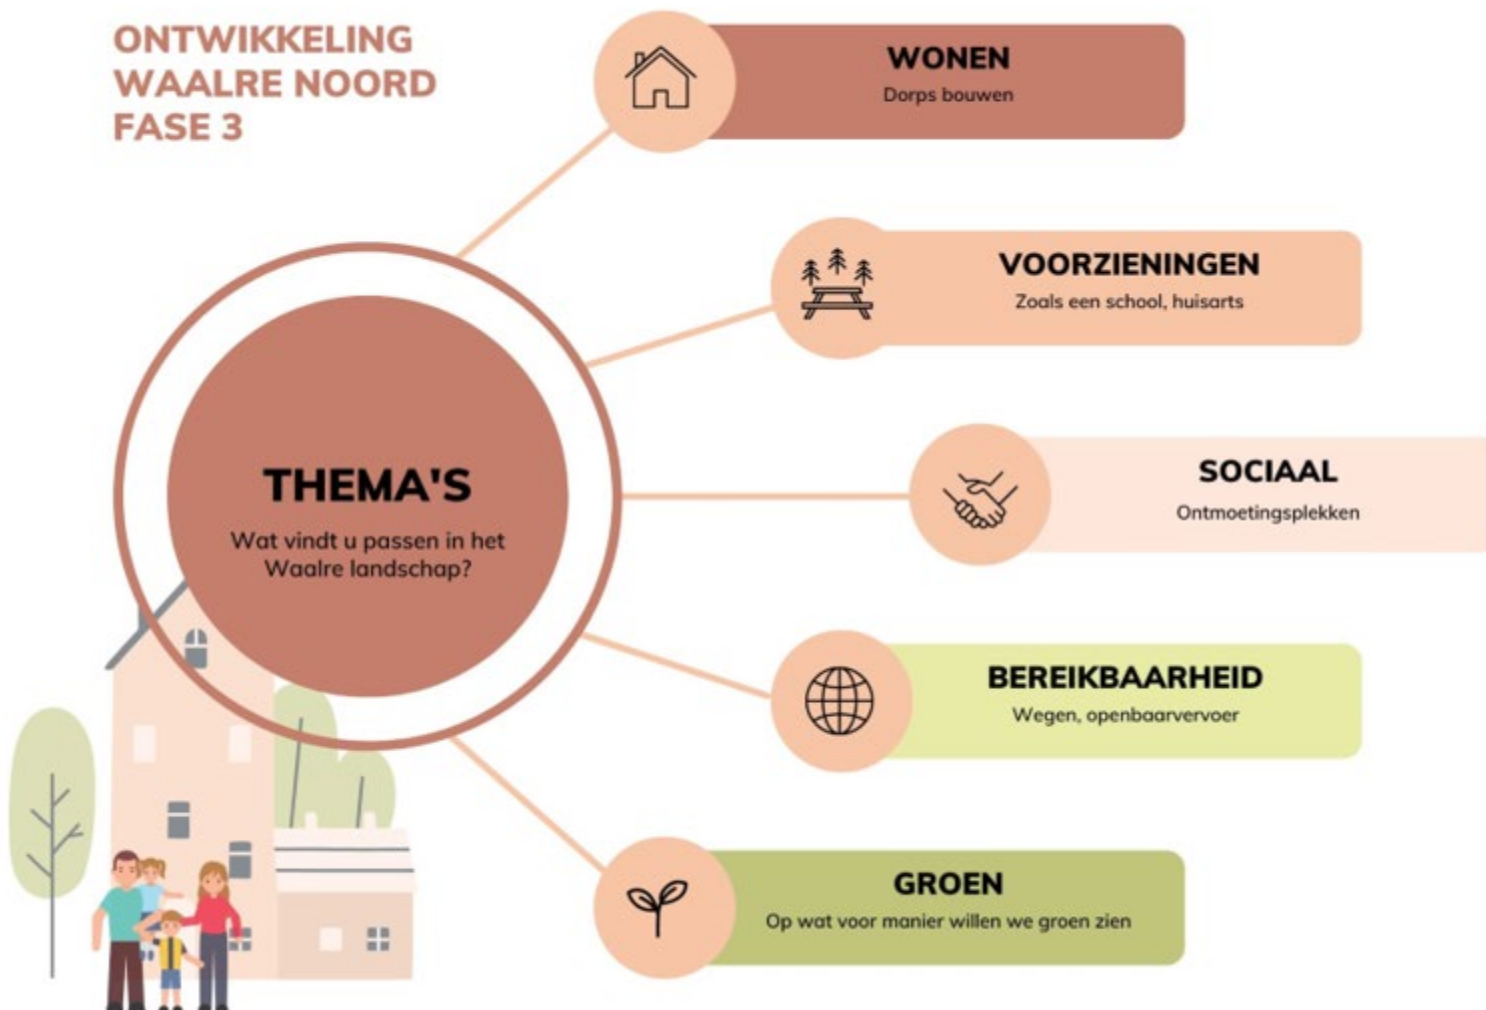 ONTWIKKELING
WAALRE NOORD
FASE 3
WONEN
Dorps bouwen
VOORZIENINGEN
Zoals een school, huisarts
THEMA'S
Wat vindt u passen in het
Waalre landschap?
SOCIAAL
Ontmoetingsplekken
BEREIKBAARHEID
Wegen, openbaarvervoer
GROEN
Op wat voor manier willen we groen zien